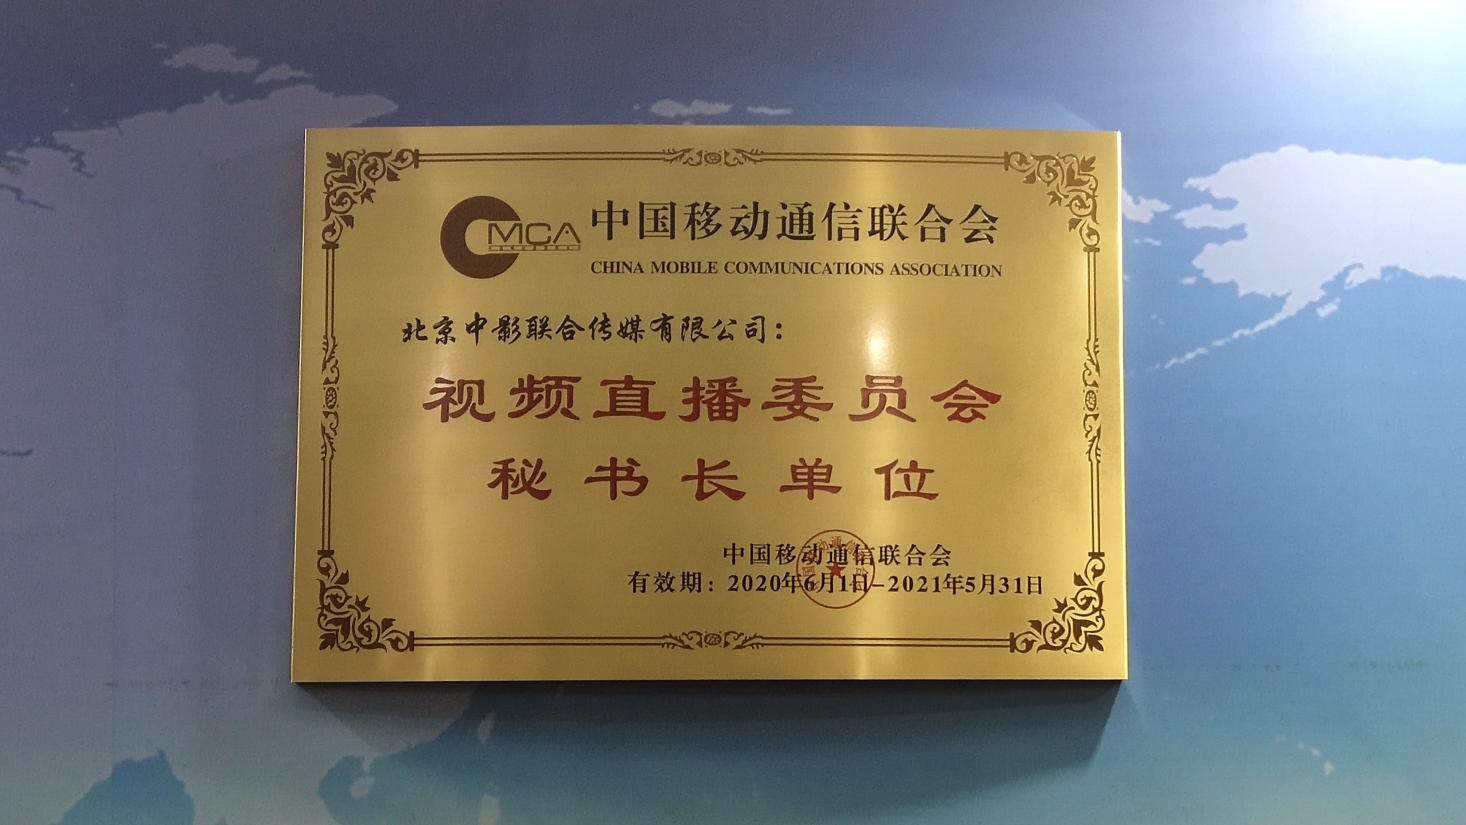 CMCA
中国移动通信联合会
CHINA MOBILE COMMUNICATIONS ASSOCIATION
北京中影联合传媒有限公司：
视频直播委员会
秘书长单位
中国移动通信联合会
有效期：2020年6月1日-2021年5月31日